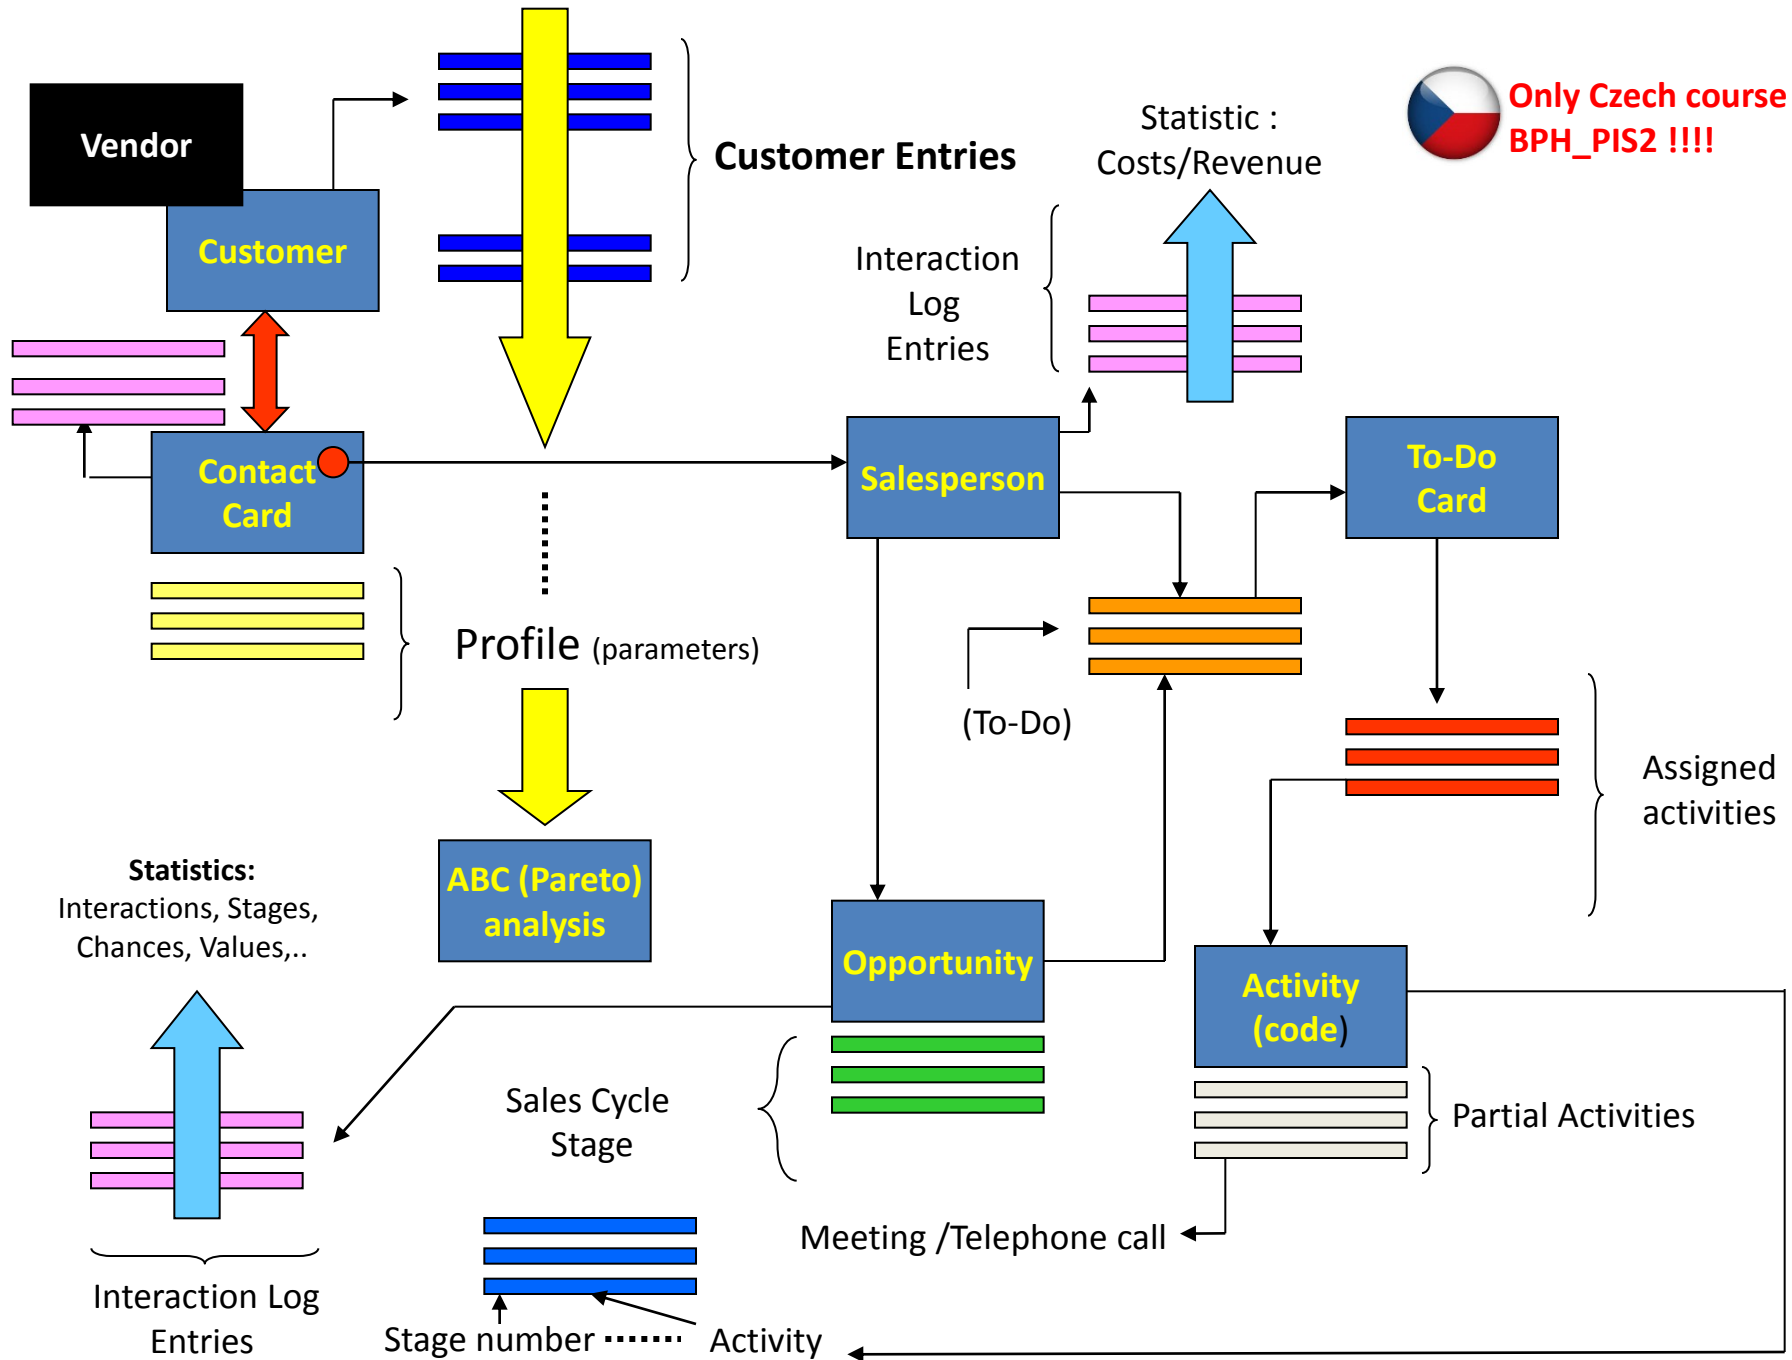 Only Czech course
BPH_PIS2 !!!!
Vendor
Customer Entries
Statistic :
Costs/Revenue
Customer
Interaction
Log
Entries
Contact
Card
Salesperson
To-Do
Card
Profile (parameters)
(To-Do)
Assigned
activities
Statistics:
Interactions, Stages,
Chances, Values,..
ABC (Pareto)
analysis
Opportunity
Activity
(code)
Sales Cycle
Stage
Partial Activities
Meeting /Telephone call
Interaction Log
Entries
Stage number
Activity